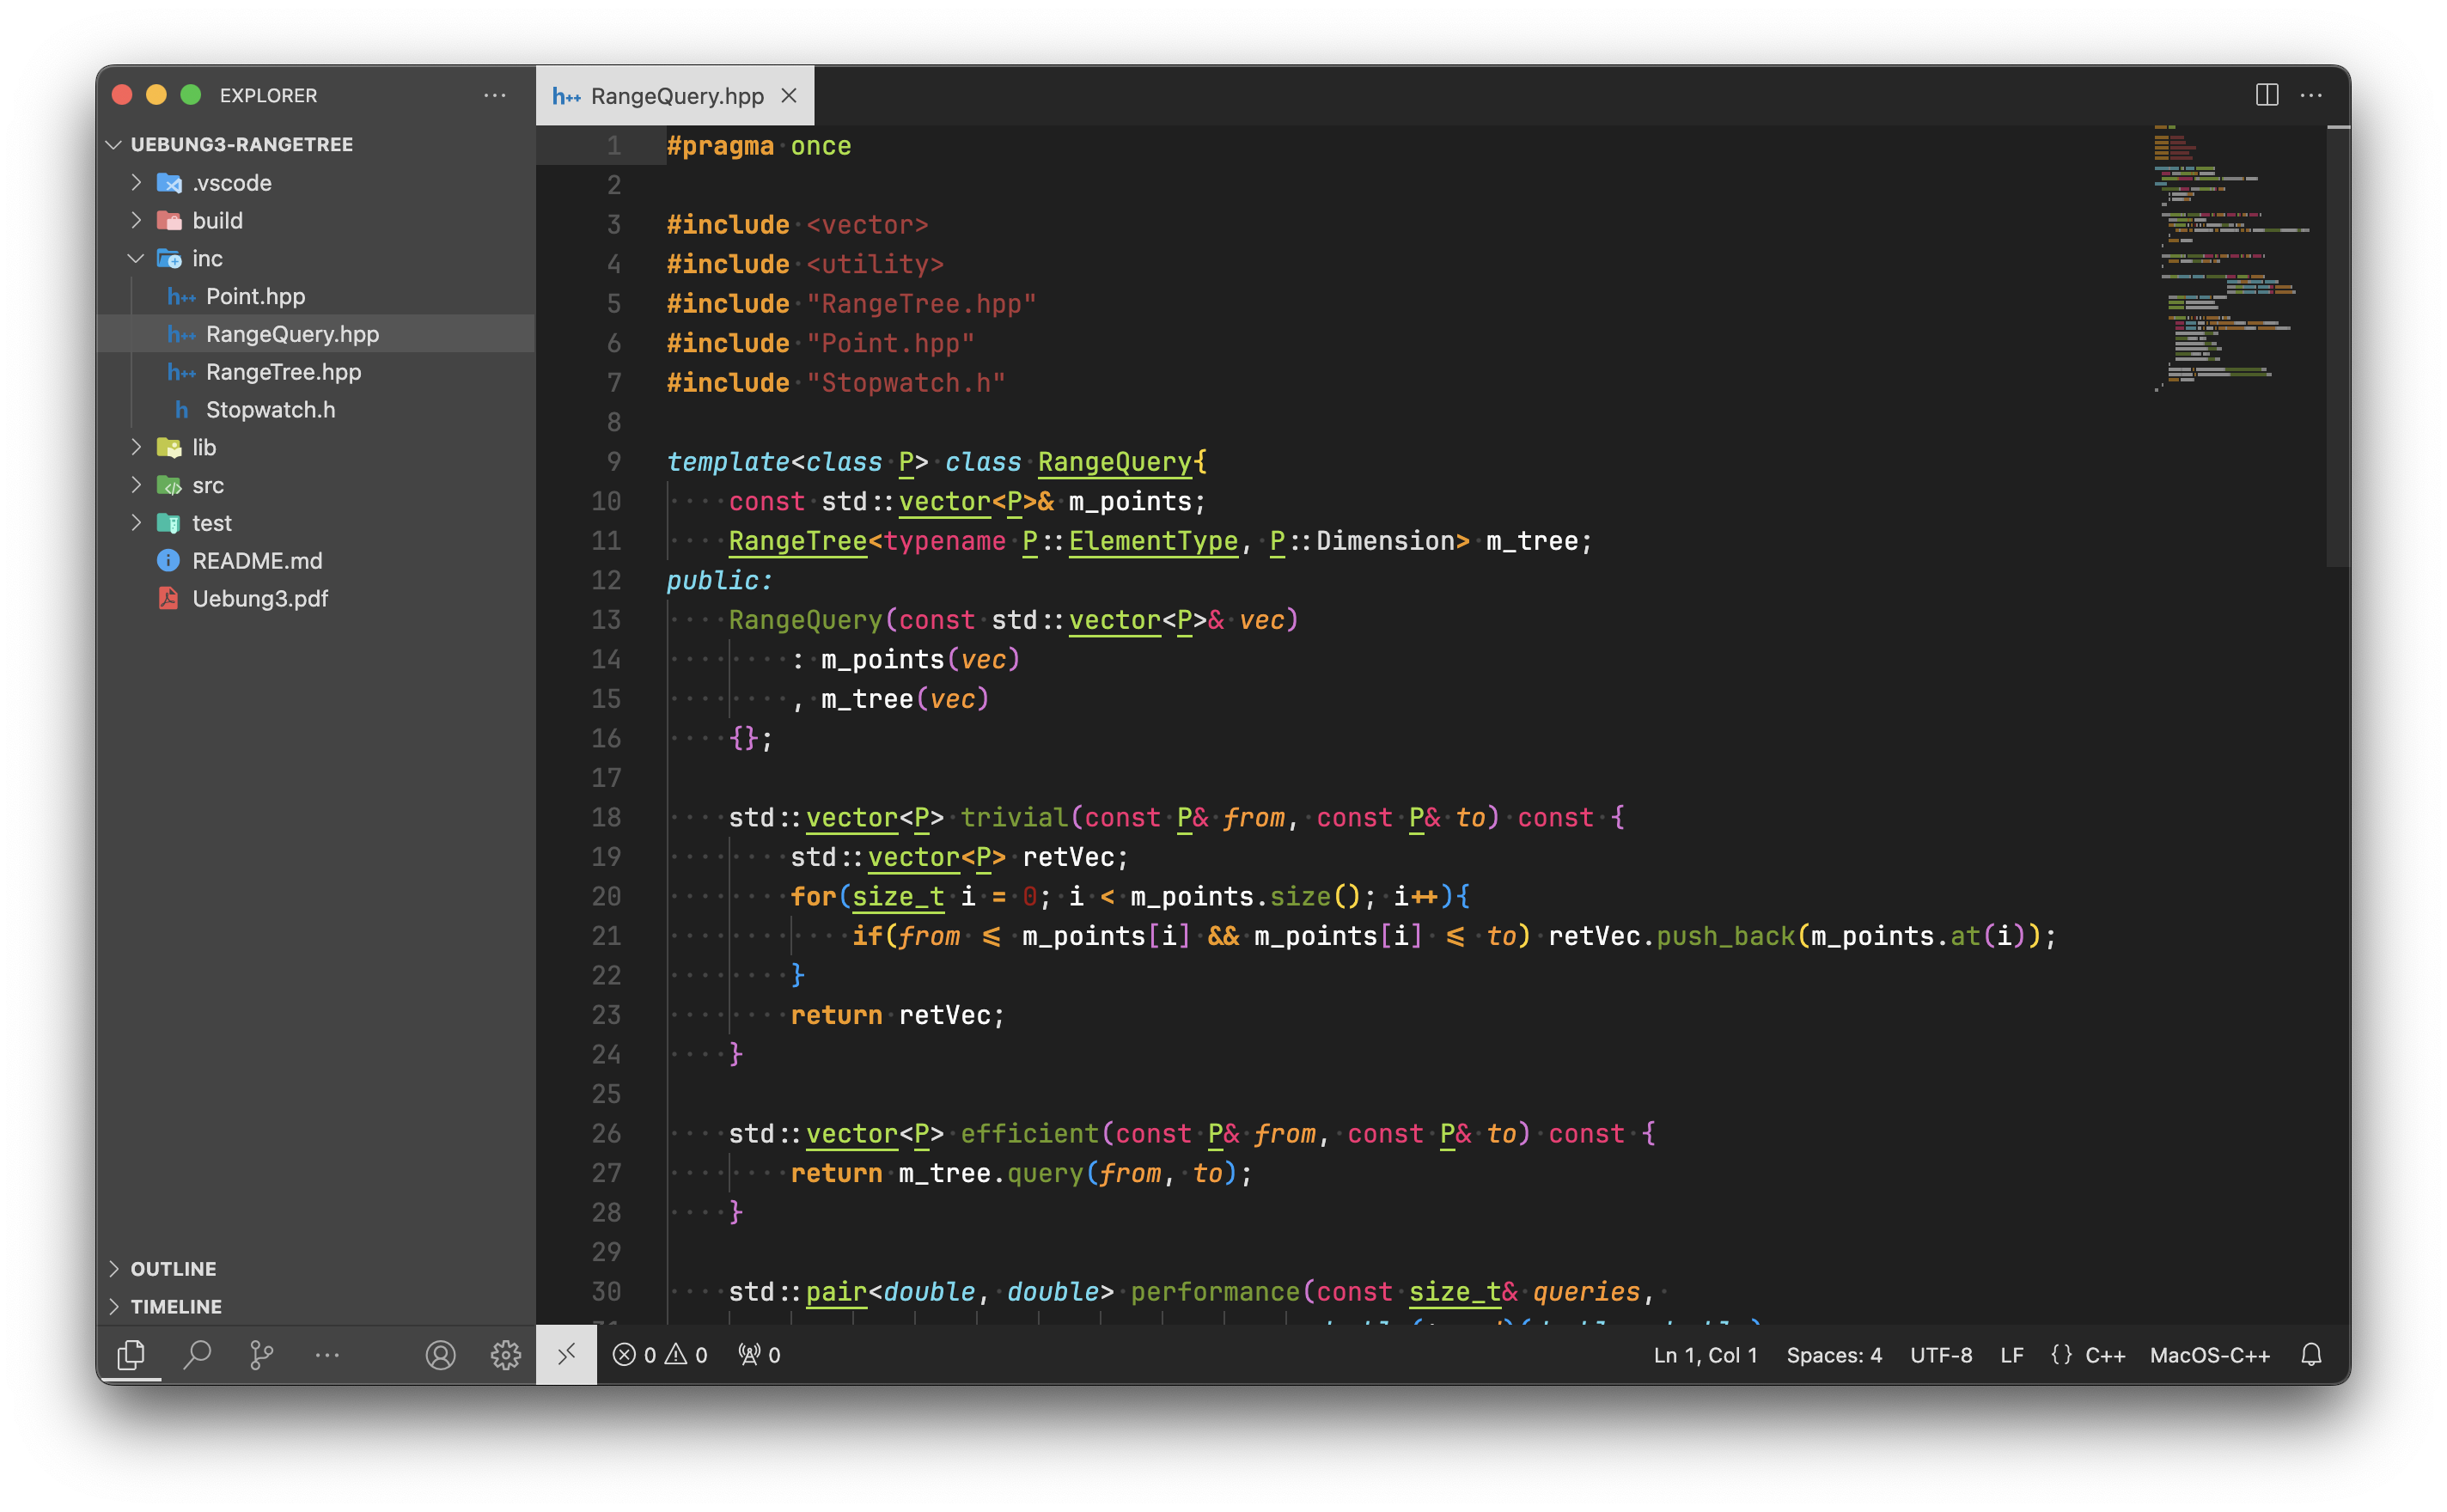 EXPLORER
UEBUNG3-RANGETREE
.vscode
build
inc
Point.hpp
RangeQuery.hpp
RangeTree.hpp
Stopwatch.h
lib
src
test
README.md
Uebung3.pdf
OUTLINE
TIMELINE
RangeQuery.hpp
1 #pragma once
2
3 #include <vector>
4 #include <utility>
5 #include "RangeTree.hpp"
6 #include "Point.hpp"
7 #include "Stopwatch.h"
8
9 template<class P> class RangeQuery{
10     const std::vector<P>& m_points;
11     RangeTree<typename P::ElementType, P::Dimension> m_tree;
12 public:
13     RangeQuery(const std::vector<P>& vec)
14         : m_points(vec)
15         , m_tree(vec)
16     {};
17
18     std::vector<P> trivial(const P& from, const P& to) const {
19         std::vector<P> retVec;
20         for(size_t i = 0; i < m_points.size(); i++){
21             if(from <= m_points[i] && m_points[i] <= to) retVec.push_back(m_points.at(i));
22         }
23         return retVec;
24     }
25
26     std::vector<P> efficient(const P& from, const P& to) const {
27         return m_tree.query(from, to);
28     }
29
30     std::pair<double, double> performance(const size_t& queries,
0 0 0
Ln 1, Col 1 Spaces: 4 UTF-8 LF {} C++ MacOS-C++